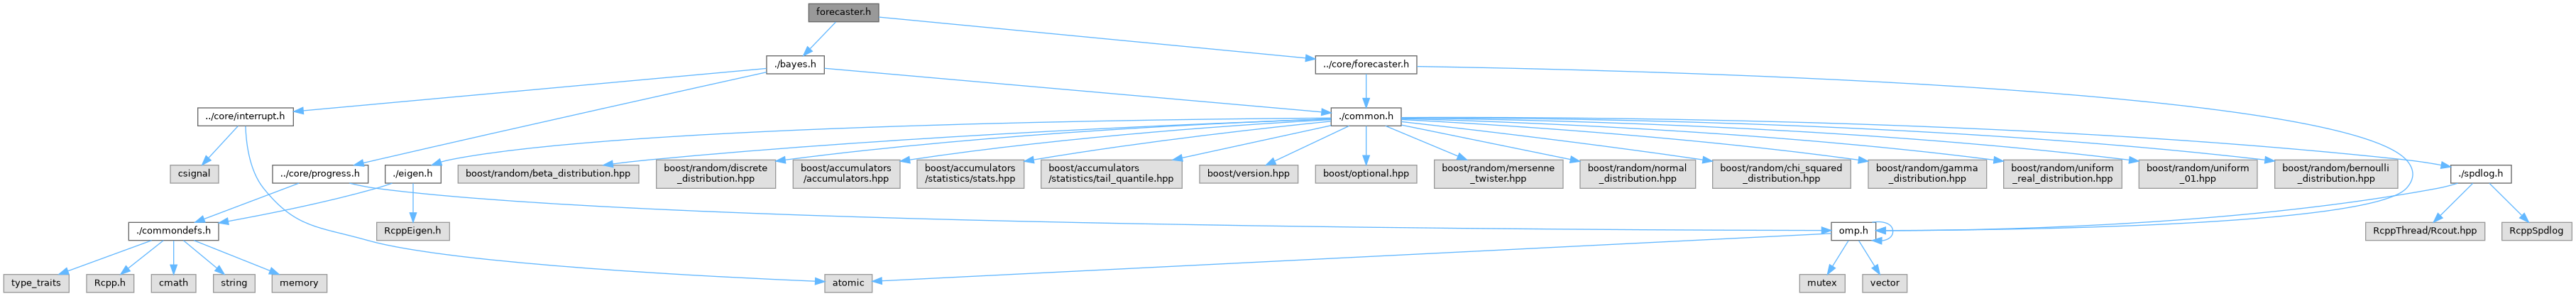 forecaster.h
./bayes.h
../core/forecaster.h
../core/interrupt.h
./common.h
csignal
../core/progress.h
./eigen.h
boost/random/beta_distribution.hpp
boost/random/discrete
_distribution.hpp
boost/accumulators
/accumulators.hpp
boost/accumulators
/statistics/stats.hpp
boost/accumulators
/statistics/tail_quantile.hpp
boost/version.hpp
boost/optional.hpp
boost/random/mersenne
_twister.hpp
boost/random/normal
_distribution.hpp
boost/random/chi_squared
_distribution.hpp
boost/random/gamma
_distribution.hpp
boost/random/uniform
_real_distribution.hpp
boost/random/uniform
_01.hpp
boost/random/bernoulli
_distribution.hpp
./spdlog.h
./commondefs.h
RcppEigen.h
omp.h
RcppThread/Rcout.hpp
RcppSpdlog
type_traits
Rcpp.h
cmath
string
memory
atomic
mutex
vector